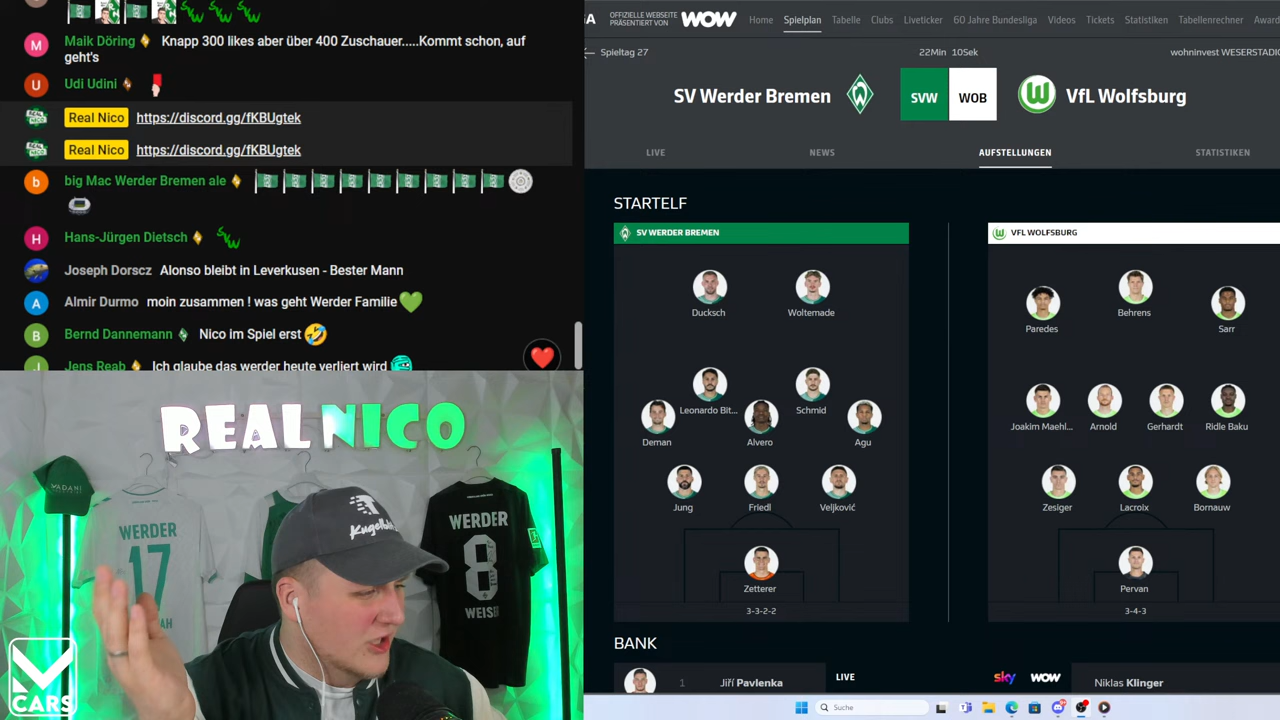 Maik Döring Knapp 300 likes aber über 400 Zuschauer.....Kommt schon, auf
geht's
Udi Udini
Real Nico https://discord.gg/fKBUgtek
Real Nico https://discord.gg/fKBUgtek
big Mac Werder Bremen ale
Hans-Jürgen Dietsch
Joseph Dorscz Alonso bleibt in Leverkusen - Bester Mann
Almir Durmo moin zusammen ! was geht Werder Familie
Bernd Dannemann Nico im Spiel erst
Jens Reab Ich glaube das werder heute verliert wird
REAL NICO
WERDER
17
WERDER
8
CARS
GA
OFFIZIELLE WEBSEITE
PRÄSENTIERT VON
WOW
Home Spielplan Tabelle Clubs Liveticker 60 Jahre Bundesliga Videos Tickets Statistiken Tabellenrechner Awar
Spieltag 27
22Min 10Sek
wohninvest WESERSTADIO
SV Werder Bremen
SVW
WOB
VfL Wolfsburg
LIVE
NEWS
AUFSTELLUNGEN
STATISTIKEN
STARTELF
SV WERDER BREMEN
Ducksch
Woltemade
Leonardo Bit...
Schmid
Deman
Alvero
Agu
Jung
Friedl
Veljković
Zetterer
3-3-2-2
VFL WOLFSBURG
Paredes
Behrens
Sarr
Joakim Maehl...
Arnold
Gerhardt
Ridle Baku
Zesiger
Lacroix
Bornauw
Pervan
3-4-3
BANK
1 Jiří Pavlenka
LIVE
sky WOW
Niklas Klinger
Suche